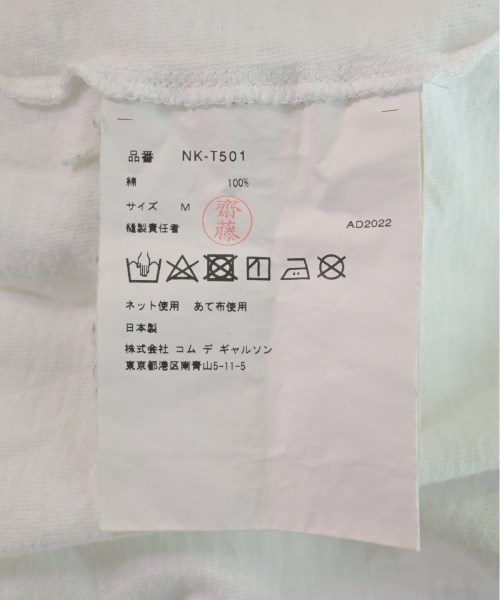 品番 NK-T501
綿 100%
サイズ M
縫製責任者 齋藤
AD2022
ネット使用 あて布使用
日本製
株式会社 コム デ ギャルソン
東京都港区南青山5-11-5